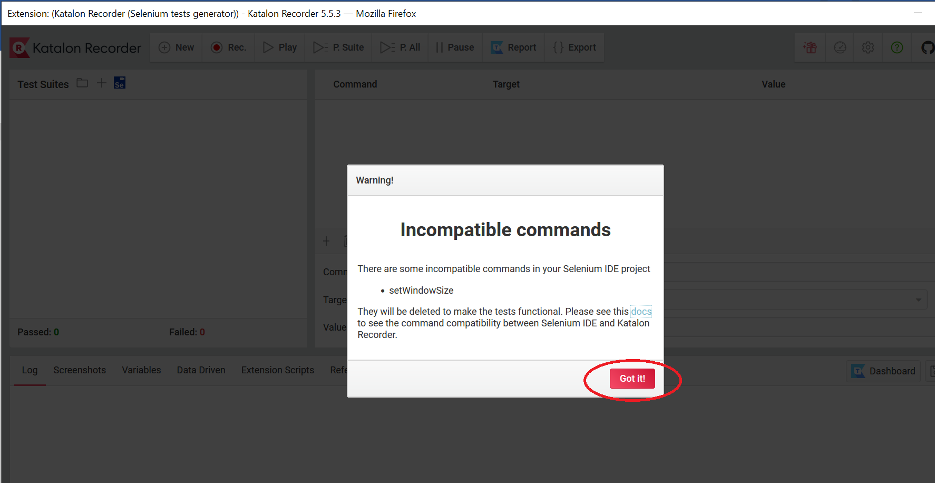 Extension: (Katalon Recorder (Selenium tests generator)) - Katalon Recorder 5.5.3 — Mozilla Firefox
R Katalon Recorder New Rec. Play P. Suite P. All Pause Report { } Export
Test Suites Se
Command Target Value
Warning!
Incompatible commands
There are some incompatible commands in your Selenium IDE project
• setWindowSize
They will be deleted to make the tests functional. Please see this docs
to see the command compatibility between Selenium IDE and Katalon
Recorder.
Got it!
Comm
Targe
Value
Passed: 0 Failed: 0
Log Screenshots Variables Data Driven Extension Scripts Refe
Dashboard